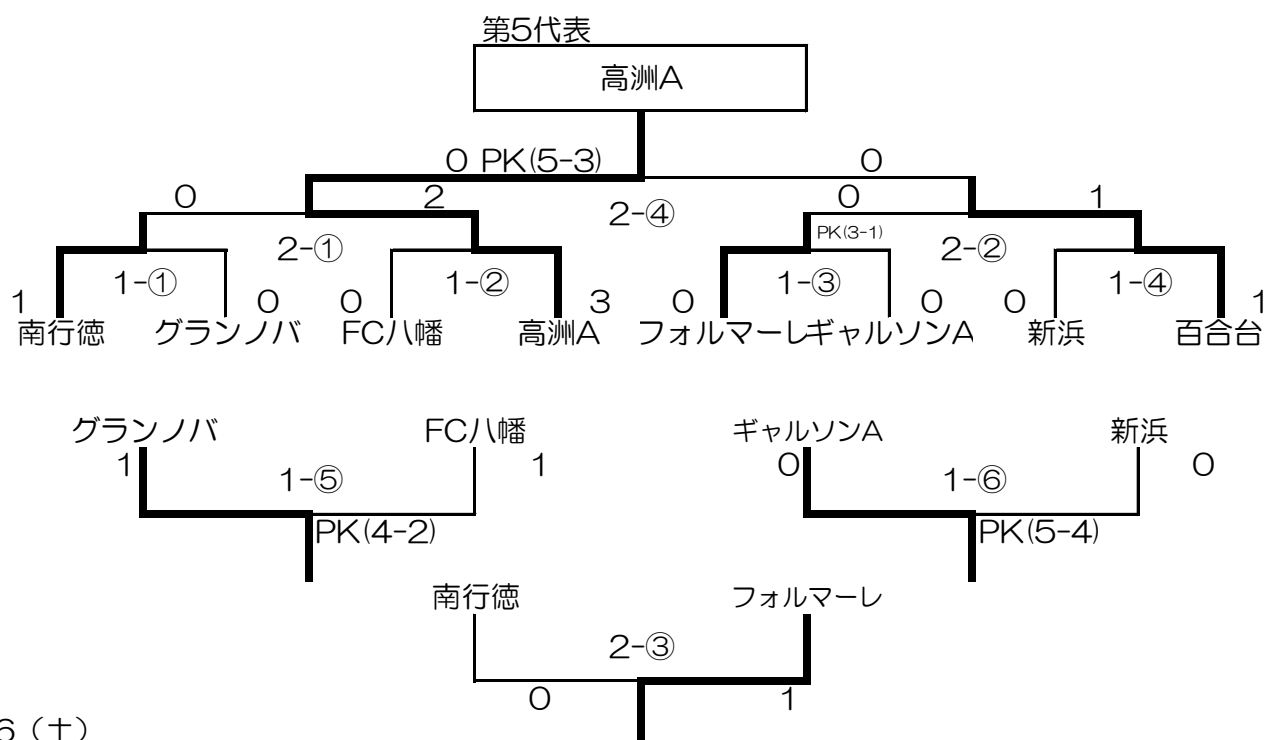 第5代表
高洲A
0 PK(5-3) 0
0 2 2-④ 0 1
PK(3-1)
2-① 2-②
1-① 1-② 1-③ 1-④
1 0 0 3 0 0 0 1
南行徳 グランノバ FC八幡 高洲A フォルマーレ ギャルソンA 新浜 百合台
グランノバ FC八幡 ギャルソンA 新浜
1 1-⑤ 1 0 1-⑥ 0
PK(4-2) PK(5-4)
南行徳 フォルマーレ
2-③
0 1
6（土）